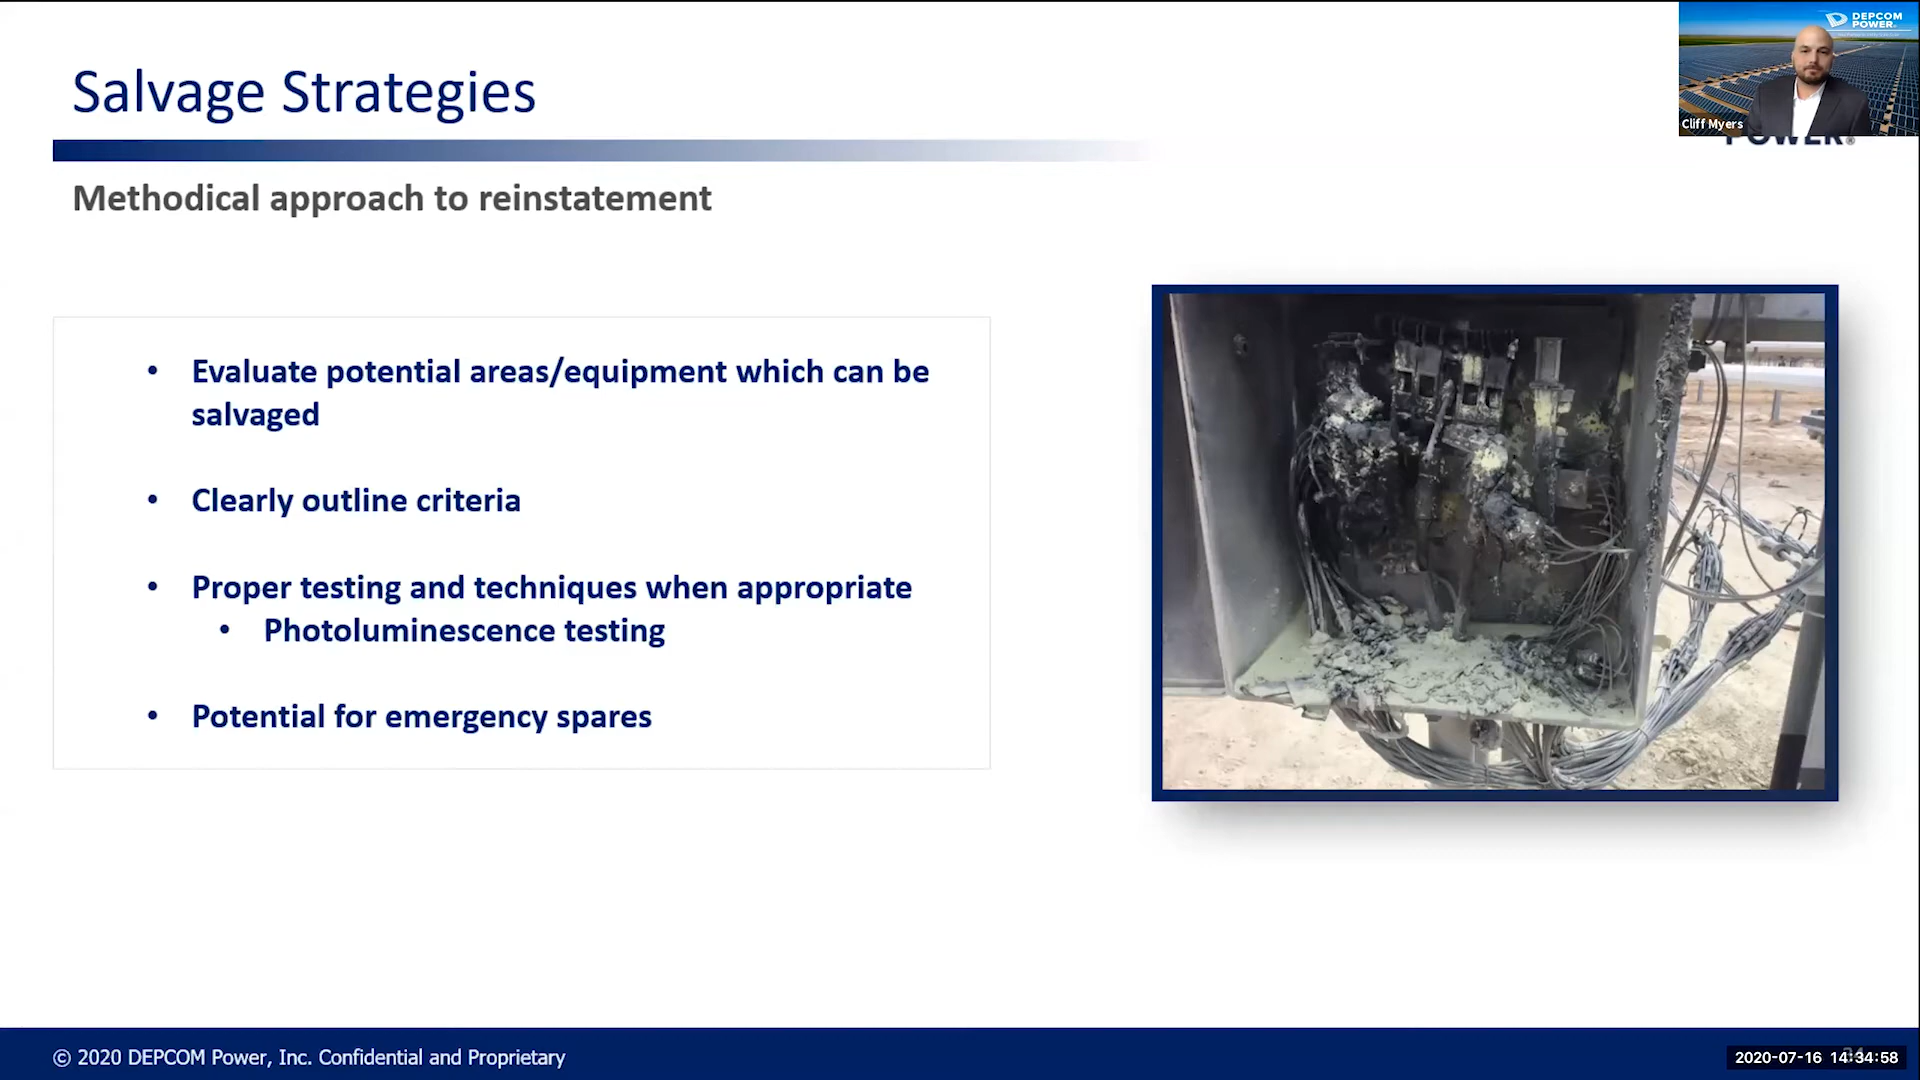 DEPCOM
POWER
Cliff Myers
POWER®
Salvage Strategies
Methodical approach to reinstatement
• Evaluate potential areas/equipment which can be
salvaged
• Clearly outline criteria
• Proper testing and techniques when appropriate
• Photoluminescence testing
• Potential for emergency spares
© 2020 DEPCOM Power, Inc. Confidential and Proprietary
2020-07-16 14:34:58